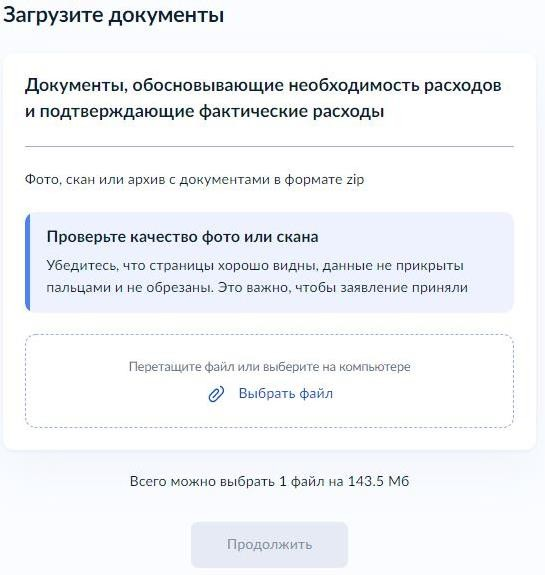 Загрузите документы
Документы, обосновывающие необходимость расходов
и подтверждающие фактические расходы
Фото, скан или архив с документами в формате zip
Проверьте качество фото или скана
Убедитесь, что страницы хорошо видны, данные не прикрыты
пальцами и не обрезаны. Это важно, чтобы заявление приняли
Перетащите файл или выберите на компьютере
Выбрать файл
Всего можно выбрать 1 файл на 143.5 Мб
Продолжить